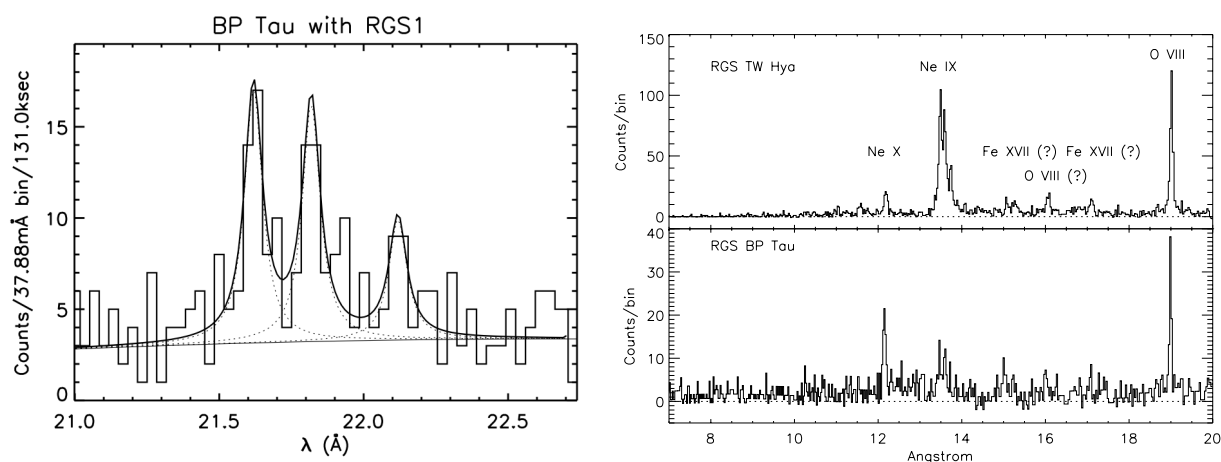 BP Tau with RGS1
Counts/37.88mÅ bin/131.0ksec
15
10
5
0
21.0 21.5 22.0 22.5
λ (Å)
150
100
50
0
Counts/bin
RGS TW Hya
Ne IX
O VIII
Ne X
Fe XVII (?) Fe XVII (?)
O VIII (?)
40
30
20
10
0
Counts/bin
RGS BP Tau
8 10 12 14 16 18 20
Angstrom